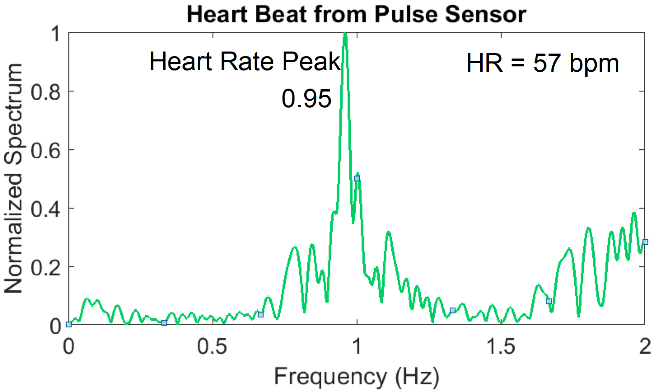 Heart Beat from Pulse Sensor
Heart Rate Peak
0.95
HR = 57 bpm
Normalized Spectrum
1
0.8
0.6
0.4
0.2
0
0
0.5
1
1.5
2
Frequency (Hz)